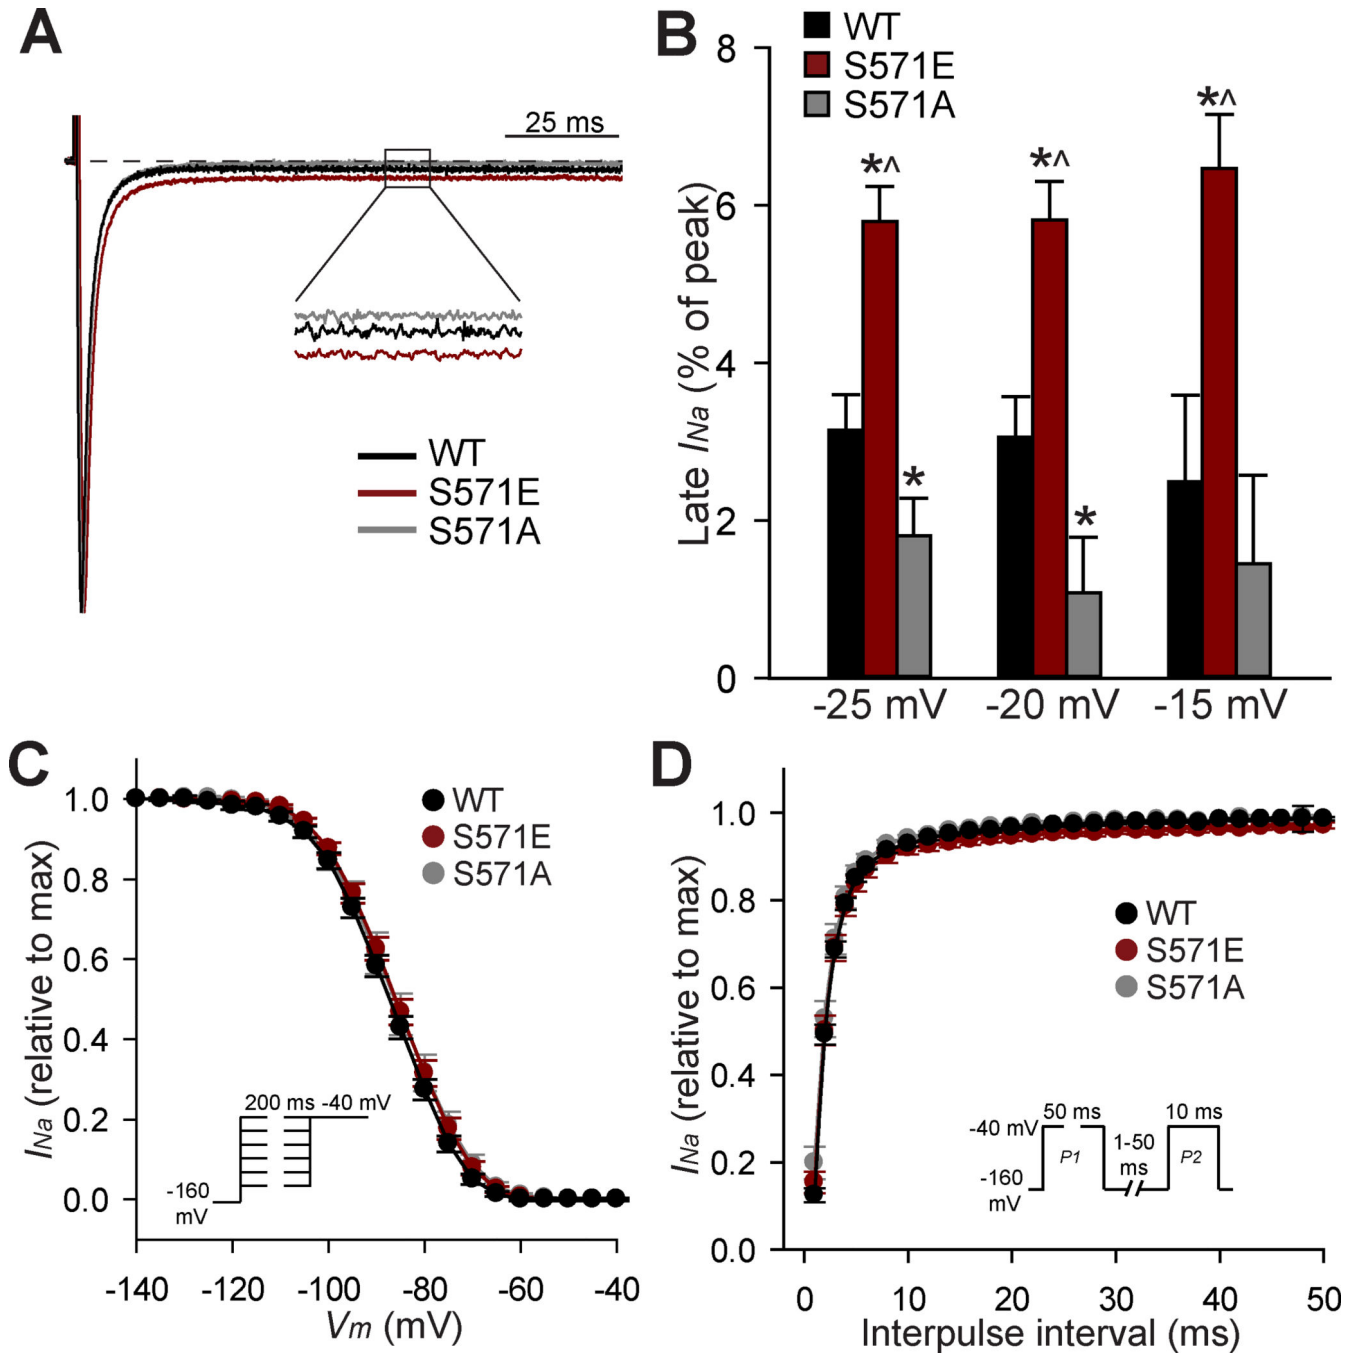 A
25 ms
WT
S571E
S571A
B
WT
S571E
S571A
Late INa (% of peak)
8
6
4
2
0
*^
*
*^
*
*^
-25 mV
-20 mV
-15 mV
C
INa (relative to max)
1.0
0.8
0.6
0.4
0.2
0.0
WT
S571E
S571A
200 ms -40 mV
-160
mV
-140
-120
-100
-80
-60
-40
Vm (mV)
D
INa (relative to max)
1.0
0.8
0.6
0.4
0.2
0.0
WT
S571E
S571A
50 ms
10 ms
-40 mV
P1
1-50
ms
P2
-160
mV
0
10
20
30
40
50
Interpulse interval (ms)